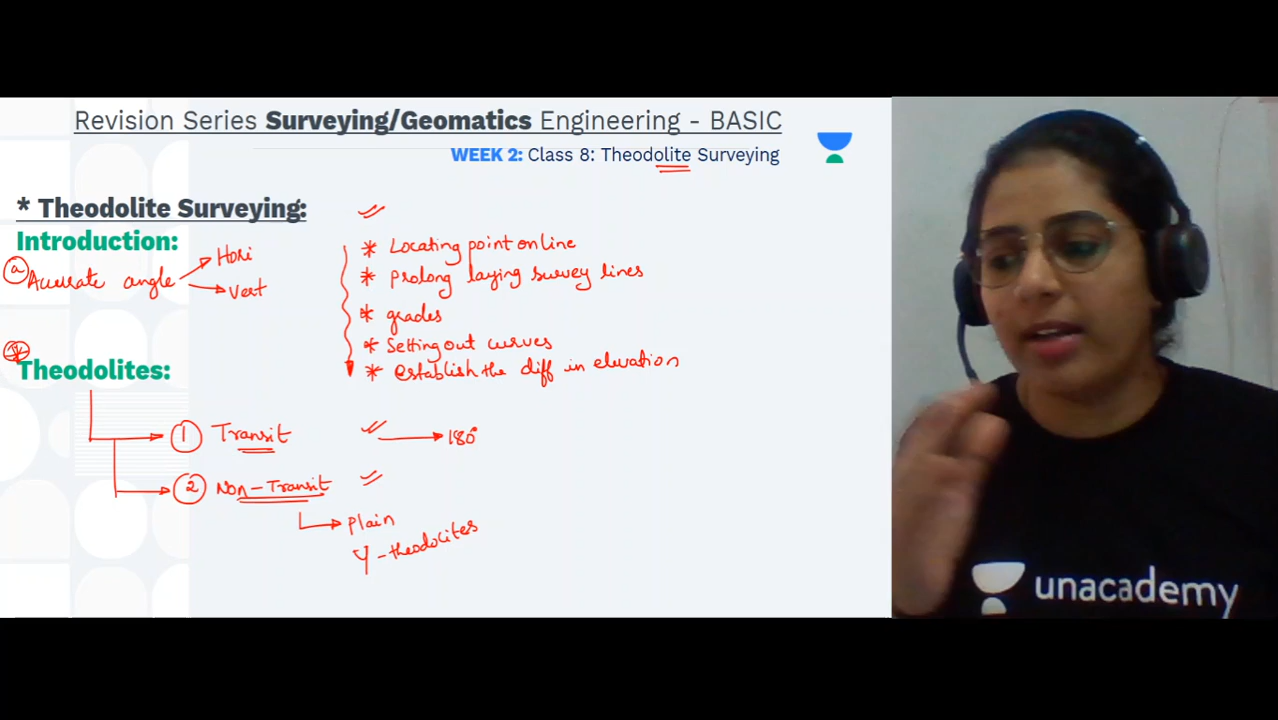 Revision Series Surveying/Geomatics Engineering - BASIC
WEEK 2: Class 8: Theodolite Surveying
* Theodolite Surveying:
Introduction:
(a) Accurate angle
Hori
Vert
* Locating point on line
* prolong laying survey lines
* grades
* Setting out curves
* establish the diff in elevation
Theodolites:
1 Transit
180°
2 Non-Transit
plain
Y-theodolites
unacademy